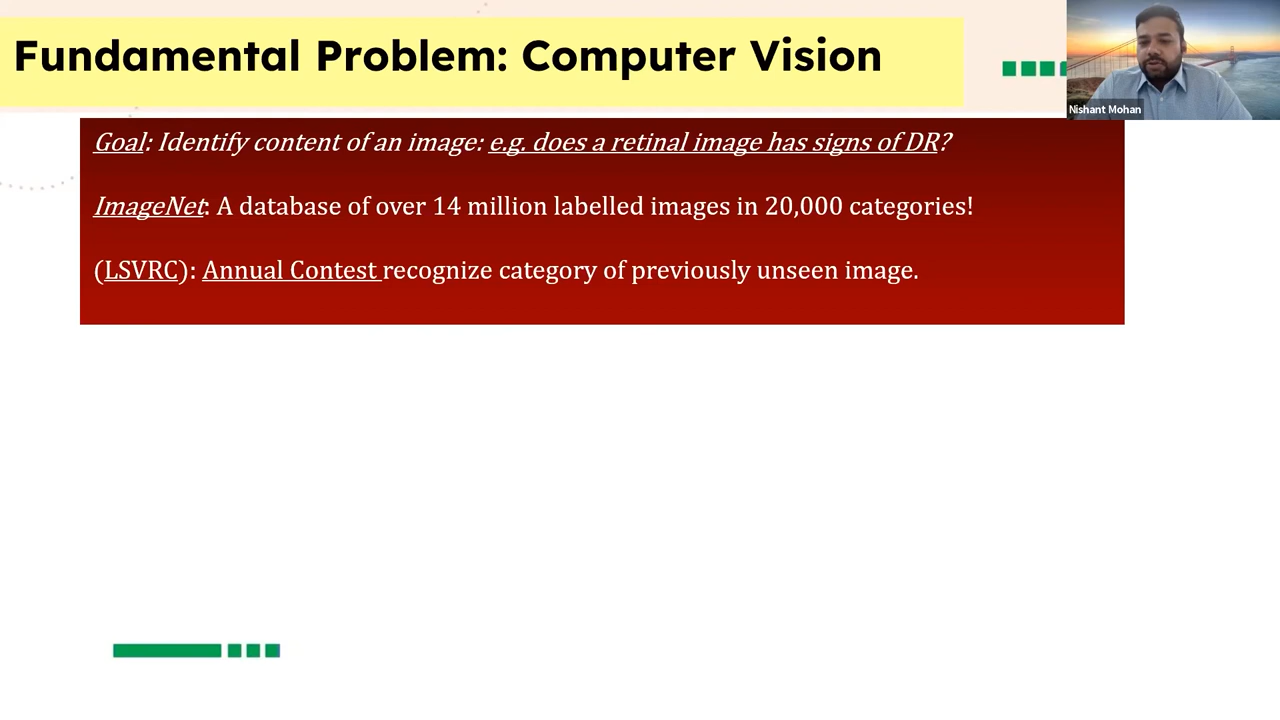 Fundamental Problem: Computer Vision
Nishant Mohan
Goal: Identify content of an image: e.g. does a retinal image has signs of DR?
ImageNet: A database of over 14 million labelled images in 20,000 categories!
(LSVRC): Annual Contest recognize category of previously unseen image.